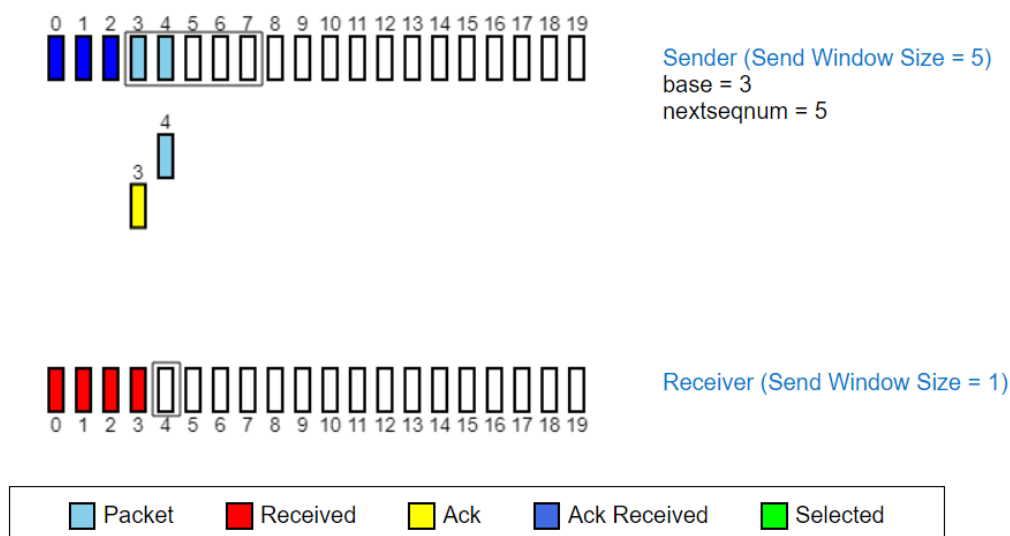 0 1 2 3 4 5 6 7 8 9 10 11 12 13 14 15 16 17 18 19
Sender (Send Window Size = 5)
base = 3
nextseqnum = 5
4
3
Receiver (Send Window Size = 1)
0 1 2 3 4 5 6 7 8 9 10 11 12 13 14 15 16 17 18 19
Packet Received Ack Ack Received Selected